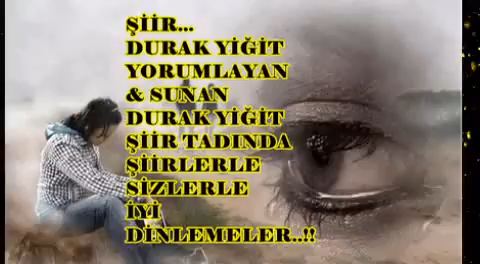 ŞİİR...
DURAK YİĞİT
YORUMLAYAN
& SUNAN
DURAK YİĞİT
ŞİİR TADINDA
ŞİİRLERLE
SİZLERLE
İYİ
DİNLEMELER..!!